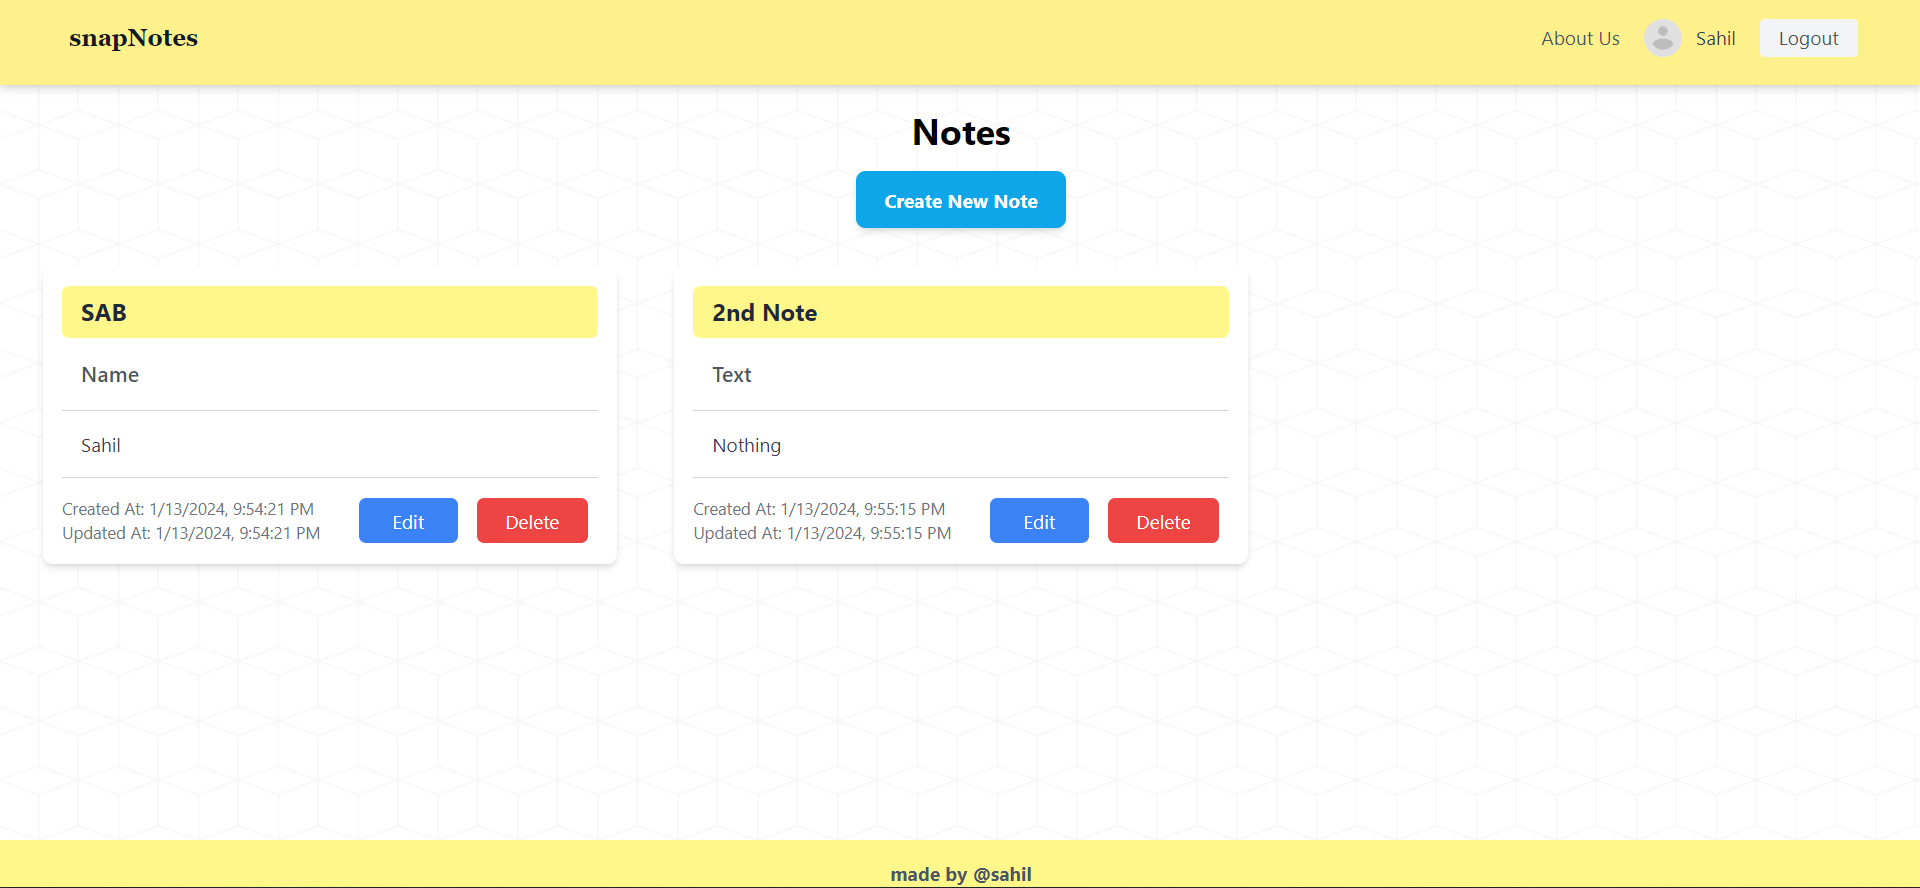 snapNotes
About Us
Sahil
Logout
Notes
Create New Note
SAB
Name
Sahil
Created At: 1/13/2024, 9:54:21 PM
Updated At: 1/13/2024, 9:54:21 PM
Edit
Delete
2nd Note
Text
Nothing
Created At: 1/13/2024, 9:55:15 PM
Updated At: 1/13/2024, 9:55:15 PM
Edit
Delete
made by @sahil